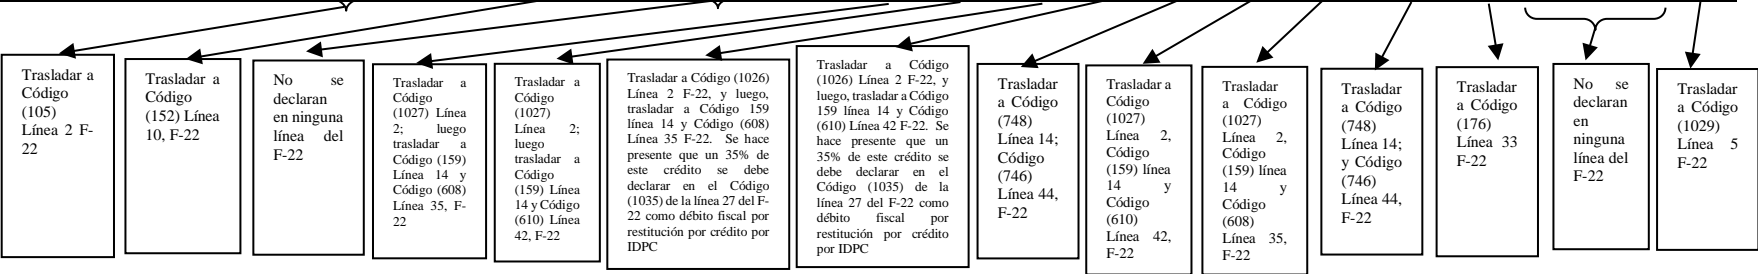 Trasladar a
Código
(105)
Línea 2 F-
22
Trasladar a
Código
(152) Línea
10, F-22
No se
declaran
en ninguna
línea del
F-22
Trasladar a
Código
(1027) Línea
2; luego
trasladar a
Código (159)
Línea 14 y
Código (608)
Línea 35, F-
22
Trasladar a
Código
(1027)
Línea 2;
luego
trasladar a
Código
(159) Línea
14 y Código
(610) Línea
42, F-22
Trasladar a Código (1026)
Línea 2 F-22, y luego,
trasladar a Código 159
línea 14 y Código (608)
Línea 35 F-22. Se hace
presente que un 35% de
este crédito se debe
declarar en el Código
(1035) de la línea 27 del F-
22 como débito fiscal por
restitución por crédito por
IDPC
Trasladar a Código
(1026) Línea 2 F-22, y
luego, trasladar a Código
159 línea 14 y Código
(610) Línea 42 F-22. Se
hace presente que un
35% de este crédito se
debe declarar en el
Código (1035) de la
línea 27 del F-22 como
débito fiscal por
restitución por crédito
por IDPC
Trasladar
a Código
(748)
Línea 14;
Código
(746)
Línea 44,
F-22
Trasladar a
Código
(1027)
Línea 2,
Código
(159) línea
14 y
Código
(610)
Línea 42,
F-22
Trasladar
a Código
(1027)
Línea 2,
Código
(159) línea
14 y
Código
(608)
Línea 35,
F-22
Trasladar
a Código
(748)
Línea 14;
y Código
(746)
Línea 44,
F-22
Trasladar
a Código
(176)
Línea 33
F-22
No se
declaran
en
ninguna
línea del
F-22
Trasladar
a Código
(1029)
Línea 5
F-22